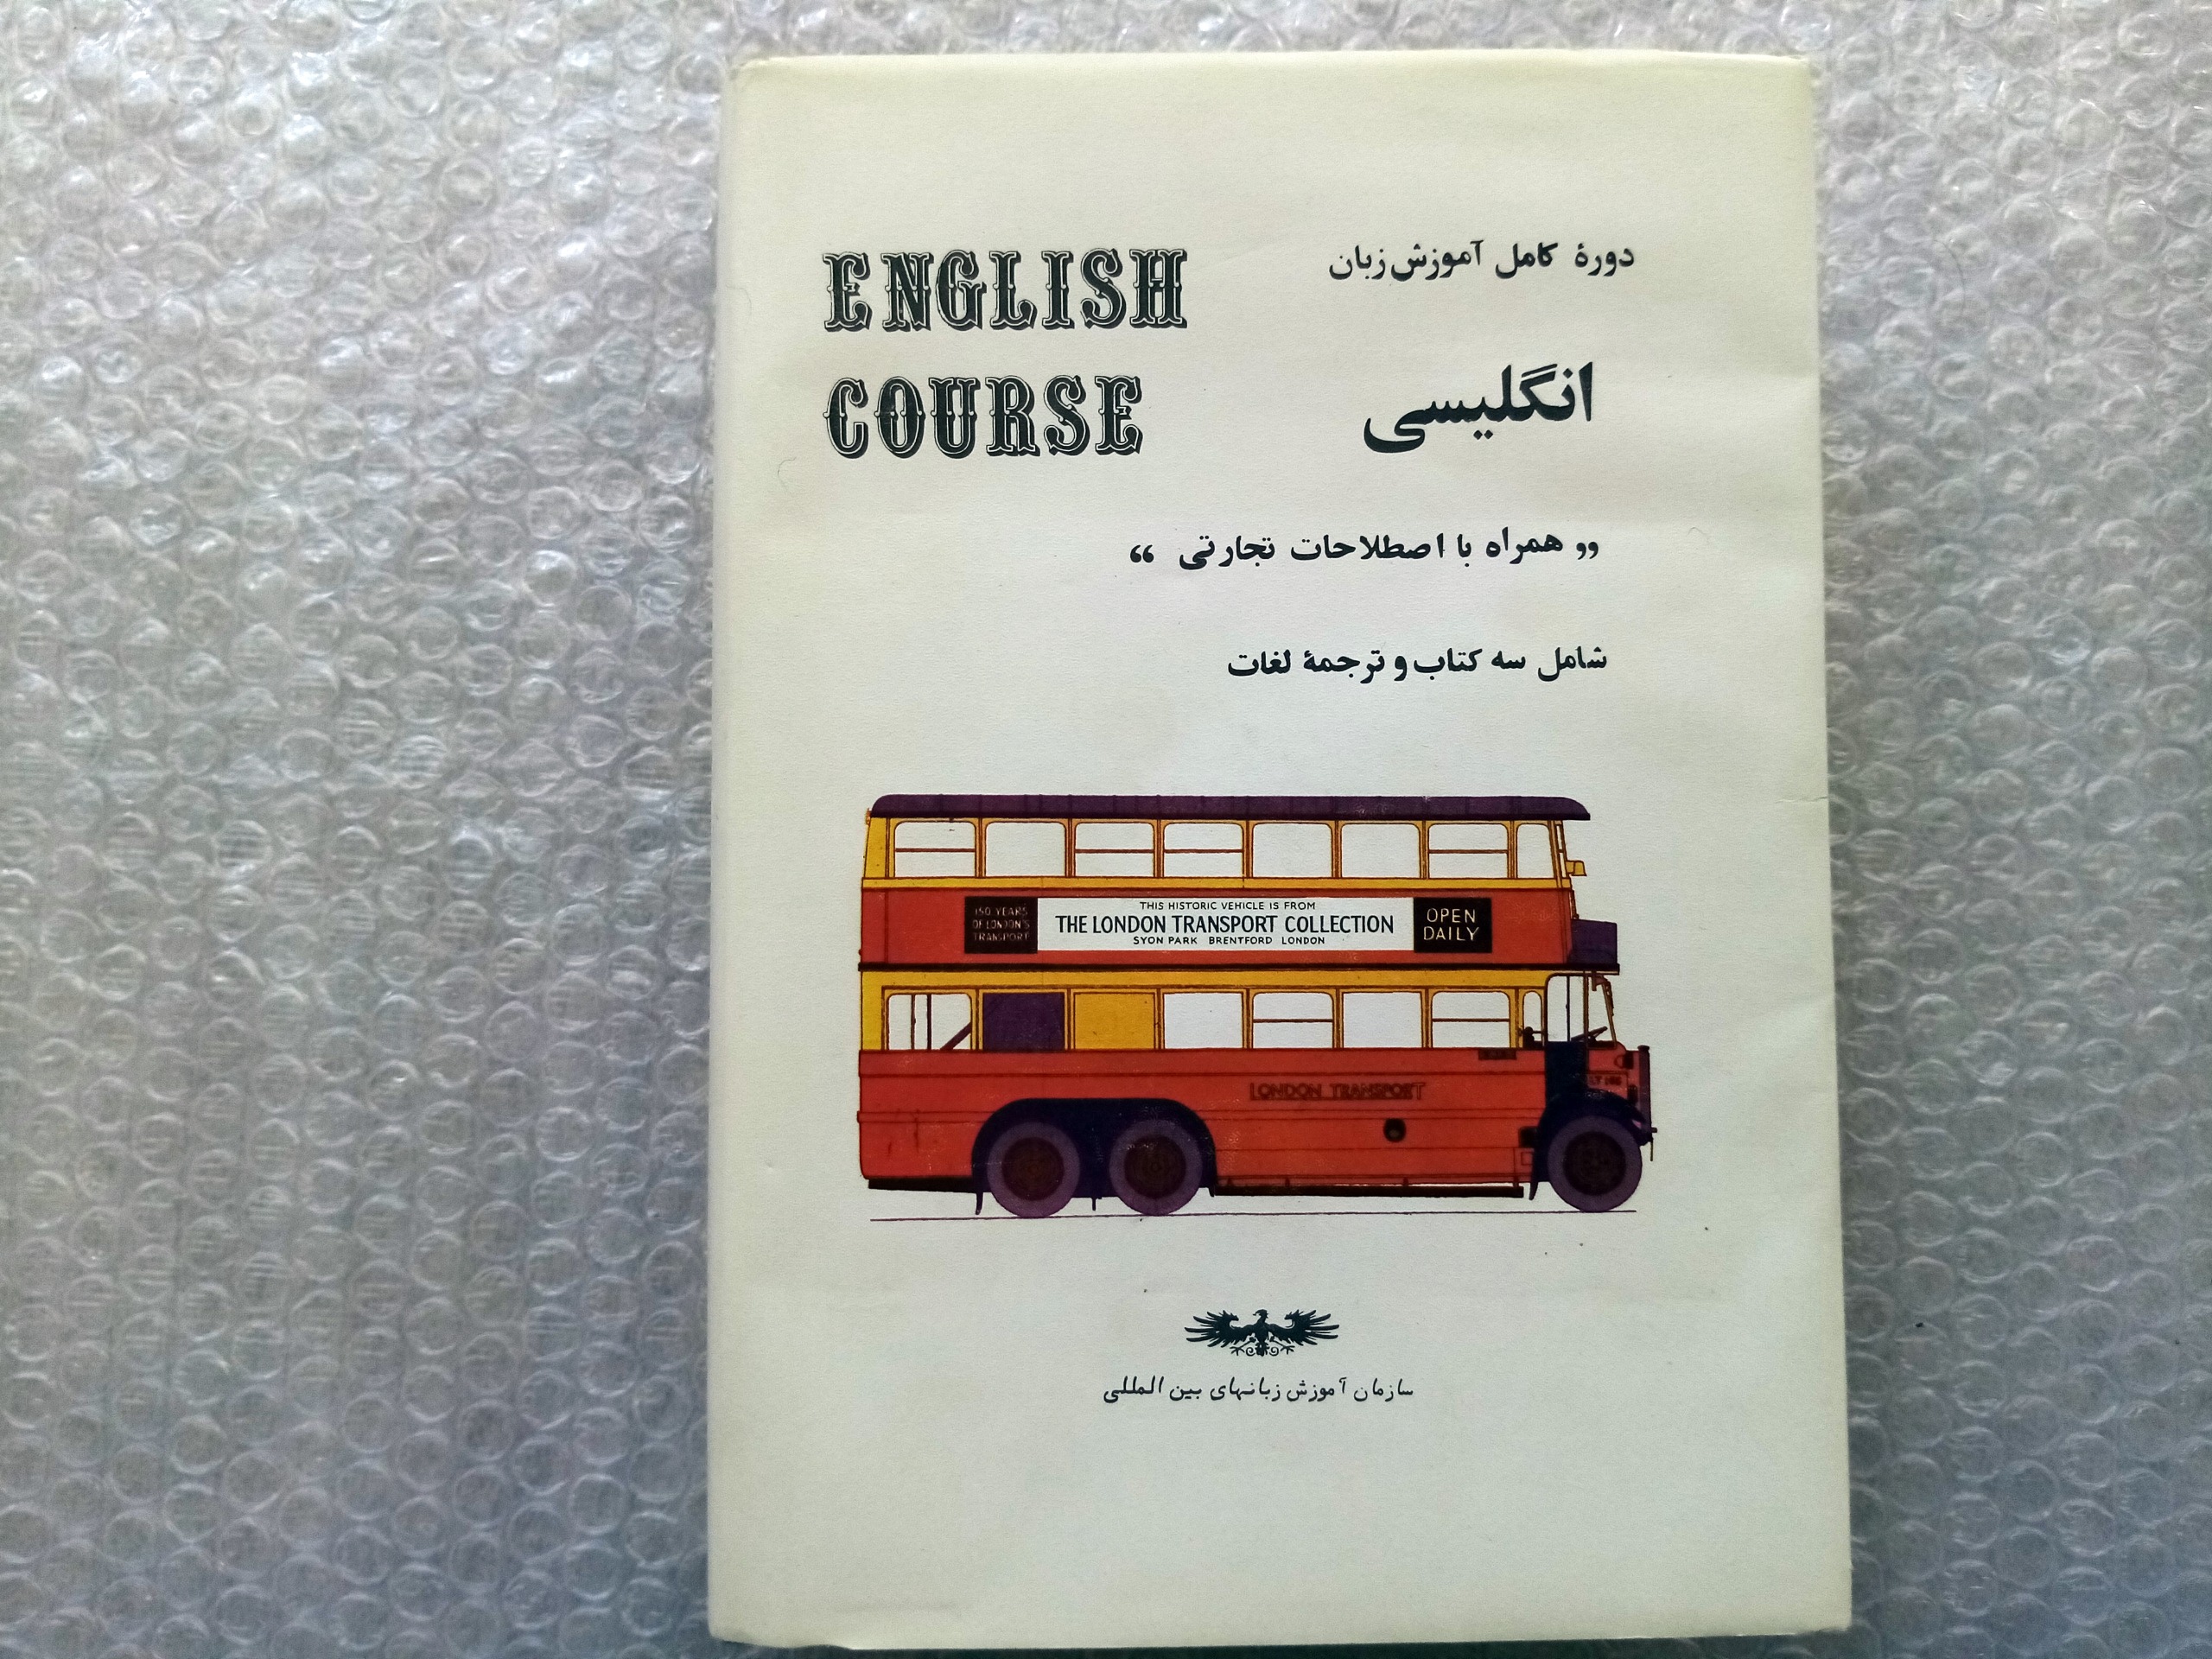 ENGLISH
COURSE
دورهٔ کامل آموزش زبان
انگلیسی
,, همراه با اصطلاحات تجارتی “
شامل سه کتاب و ترجمهٔ لغات
150 YEARS
OF LONDON'S
TRANSPORT
THIS HISTORIC VEHICLE IS FROM
THE LONDON TRANSPORT COLLECTION
SYON PARK BRENTFORD LONDON
OPEN
DAILY
LONDON TRANSPORT
سازمان آموزش زبانهای بین المللی